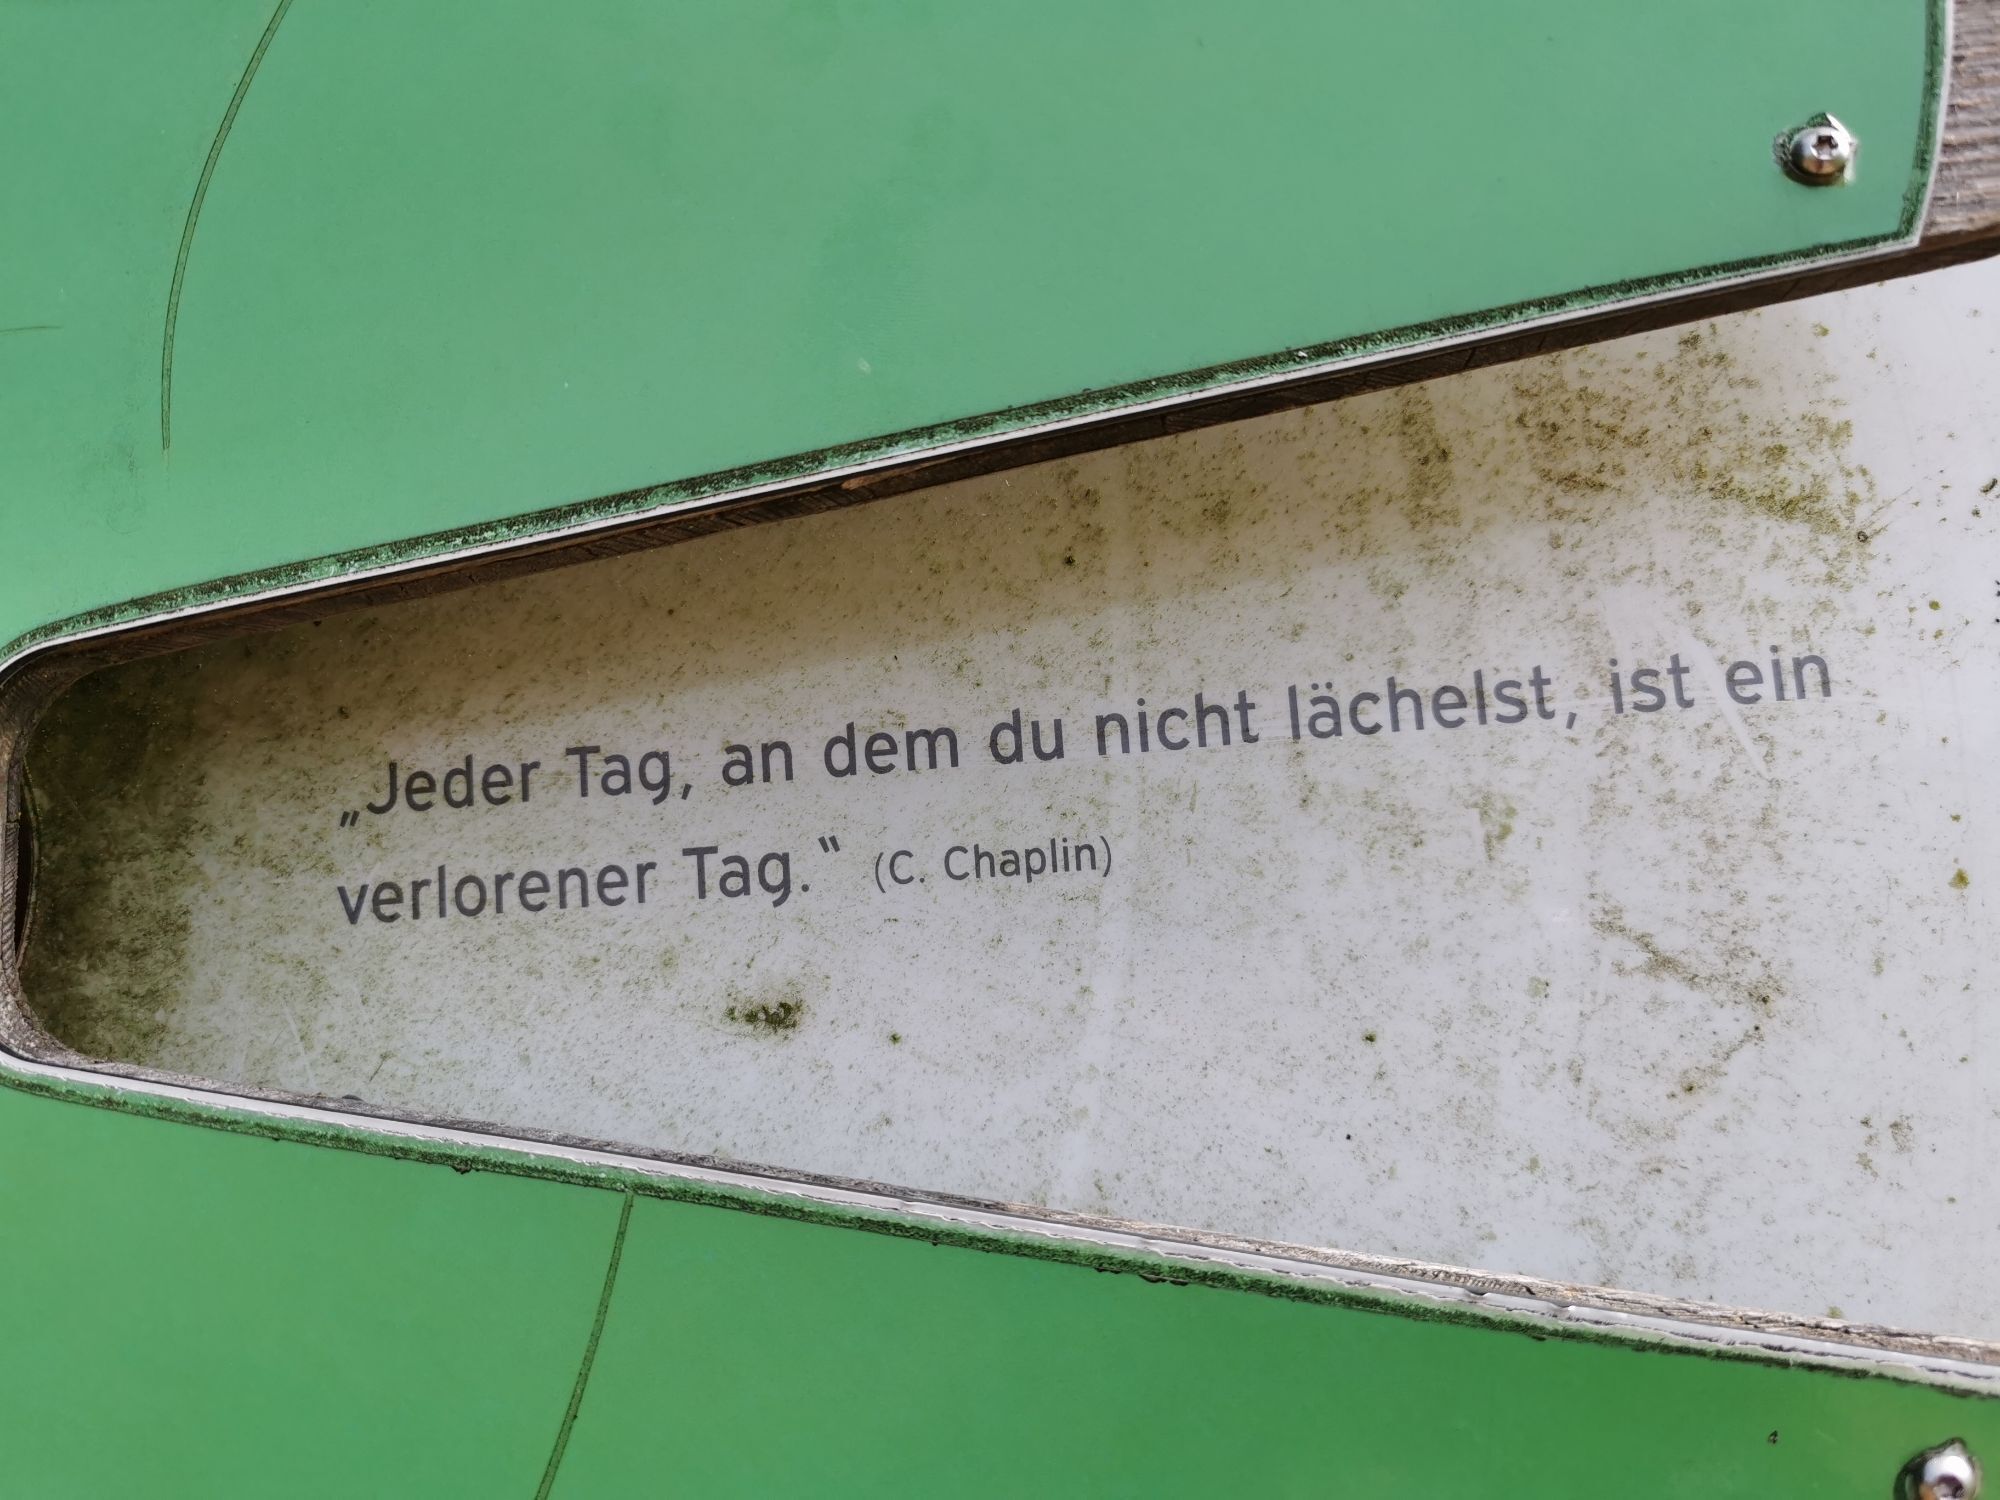 „Jeder Tag, an dem du nicht lächelst, ist ein
verlorener Tag.“ (C. Chaplin)